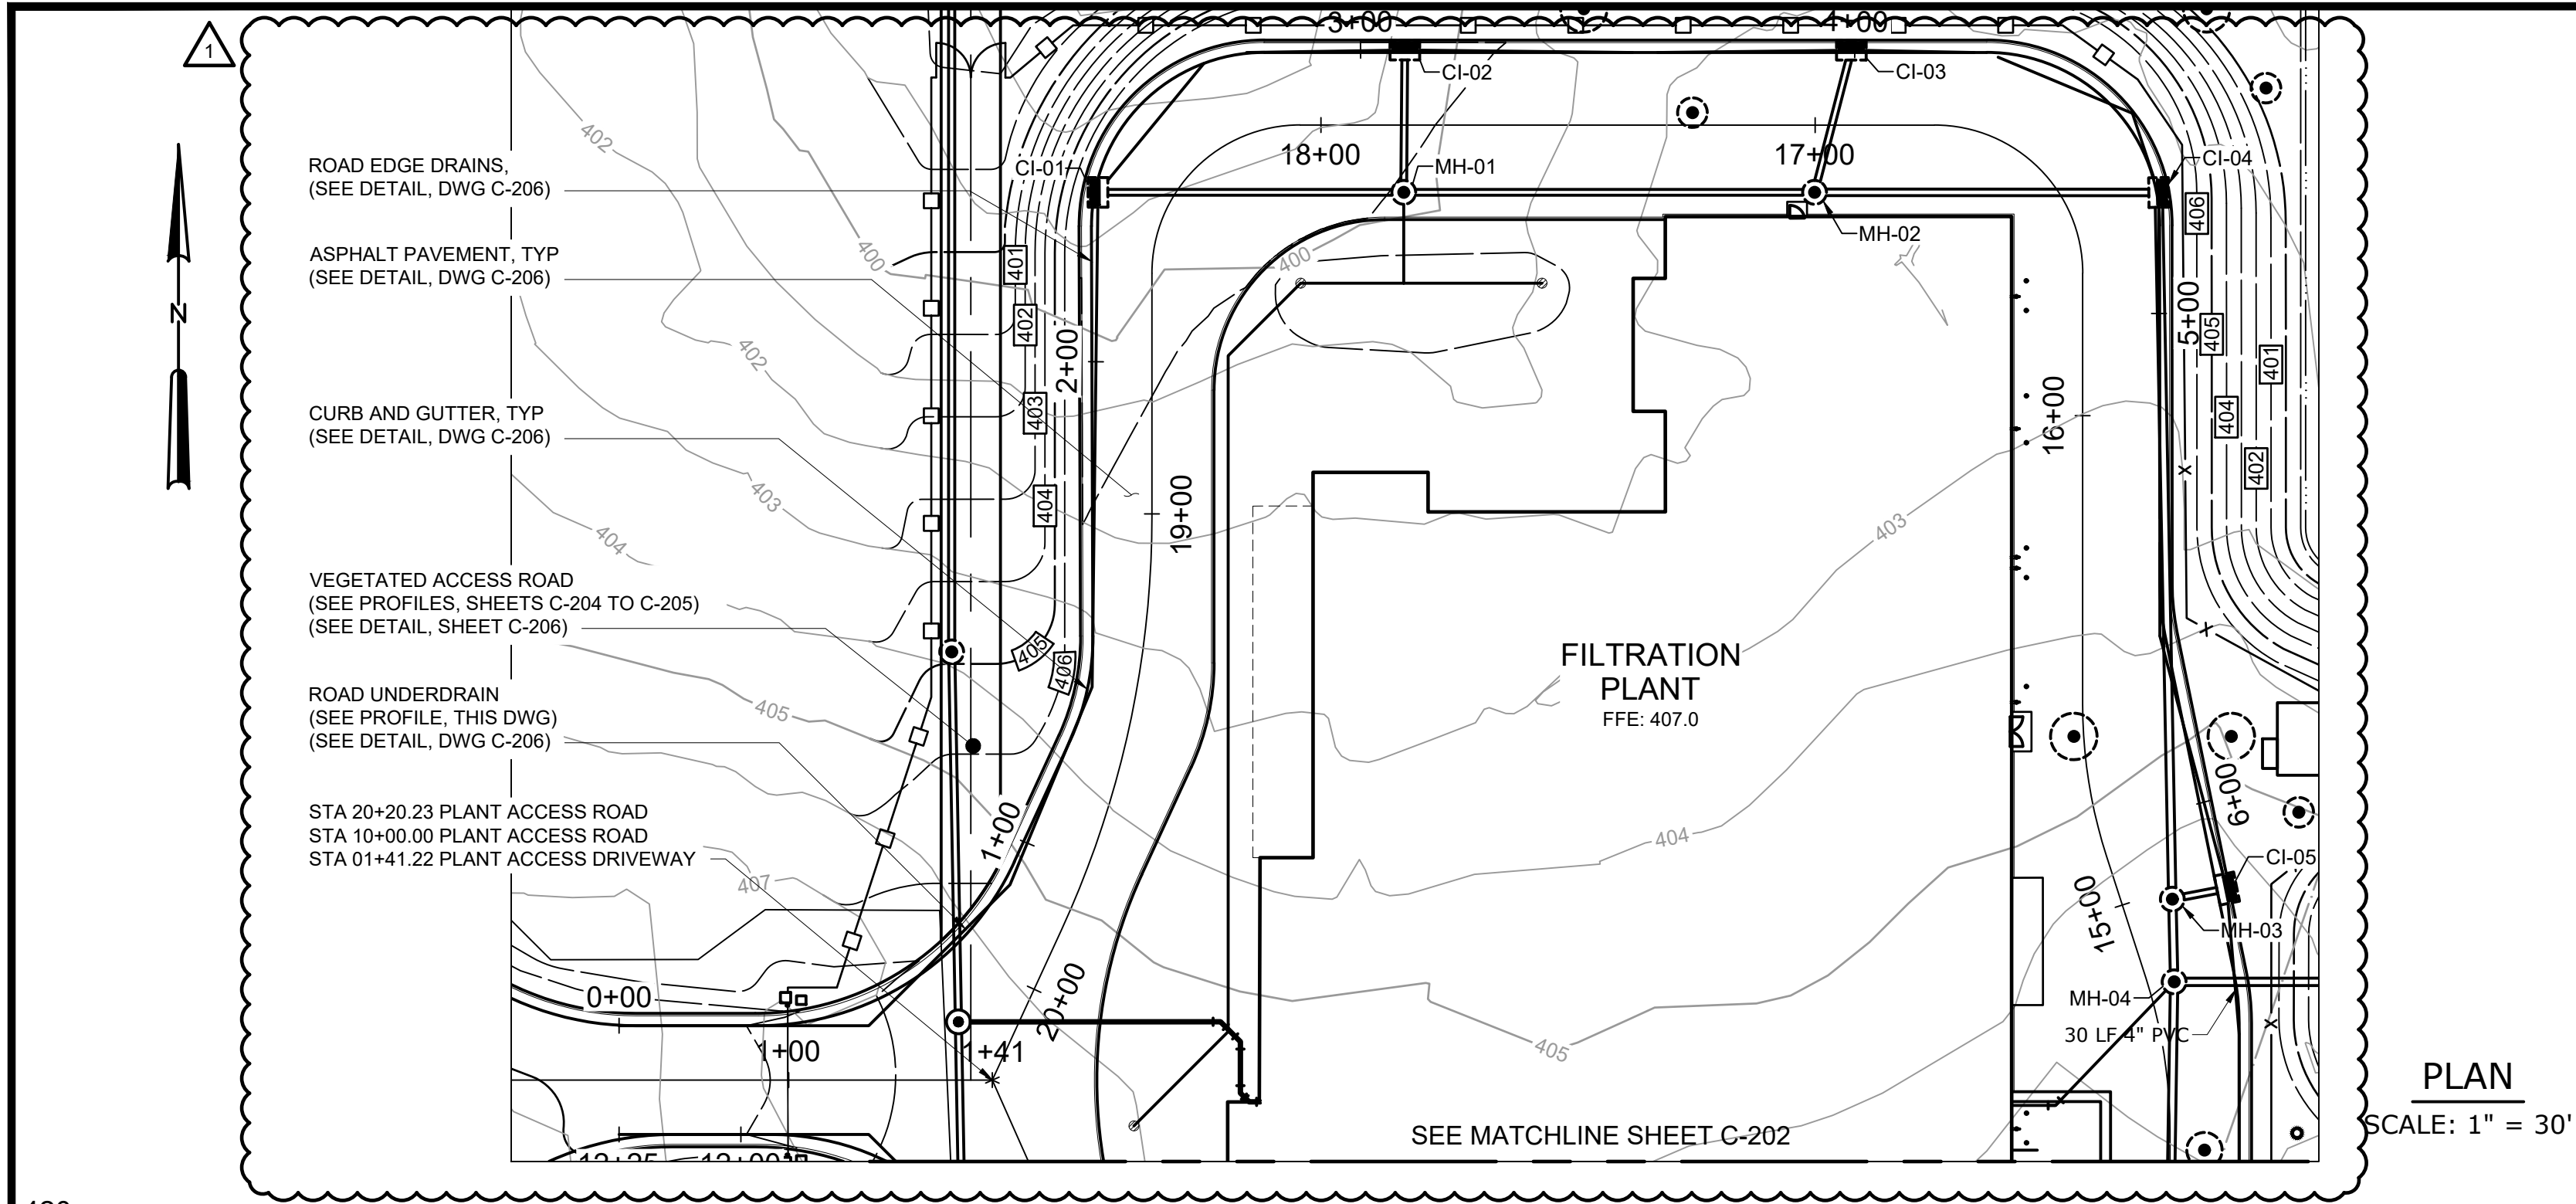 1
N
ROAD EDGE DRAINS,
(SEE DETAIL, DWG C-206)
ASPHALT PAVEMENT, TYP
(SEE DETAIL, DWG C-206)
CURB AND GUTTER, TYP
(SEE DETAIL, DWG C-206)
VEGETATED ACCESS ROAD
(SEE PROFILES, SHEETS C-204 TO C-205)
(SEE DETAIL, SHEET C-206)
ROAD UNDERDRAIN
(SEE PROFILE, THIS DWG)
(SEE DETAIL, DWG C-206)
STA 20+20.23 PLANT ACCESS ROAD
STA 10+00.00 PLANT ACCESS ROAD
STA 01+41.22 PLANT ACCESS DRIVEWAY
3+00
4+00
CI-02
CI-03
402
18+00
17+00
CI-01
MH-01
CI-04
400
401
400
MH-02
406
402
402
2+00
5+00
405
401
403
16+00
404
402
403
404
19+00
403
404
405
406
FILTRATION
PLANT
FFE: 407.0
405
1+00
404
6+00
407
CI-05
15+00
MH-03
0+00
20+00
MH-04
30 LF 4" PVC
1+00
1+41
405
SEE MATCHLINE SHEET C-202
12+25
12+00
PLAN
SCALE: 1" = 30'
x
x
x